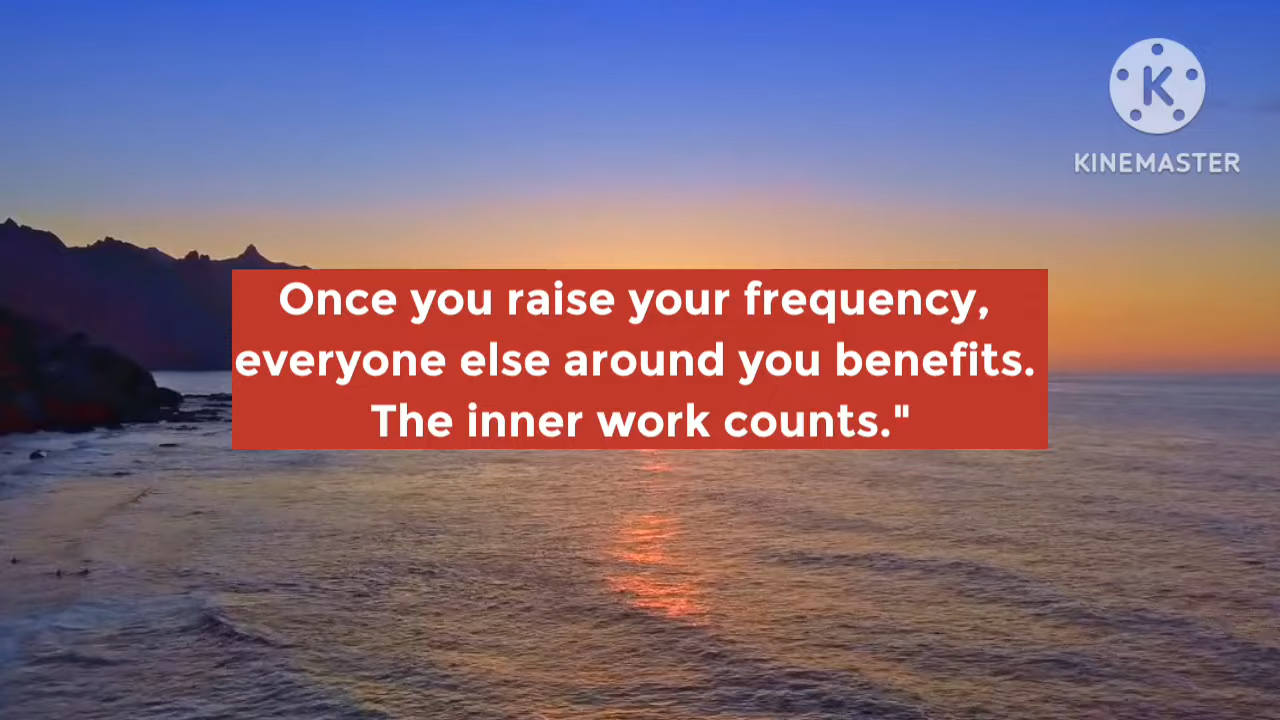 K
KINEMASTER
Once you raise your frequency,
everyone else around you benefits.
The inner work counts."